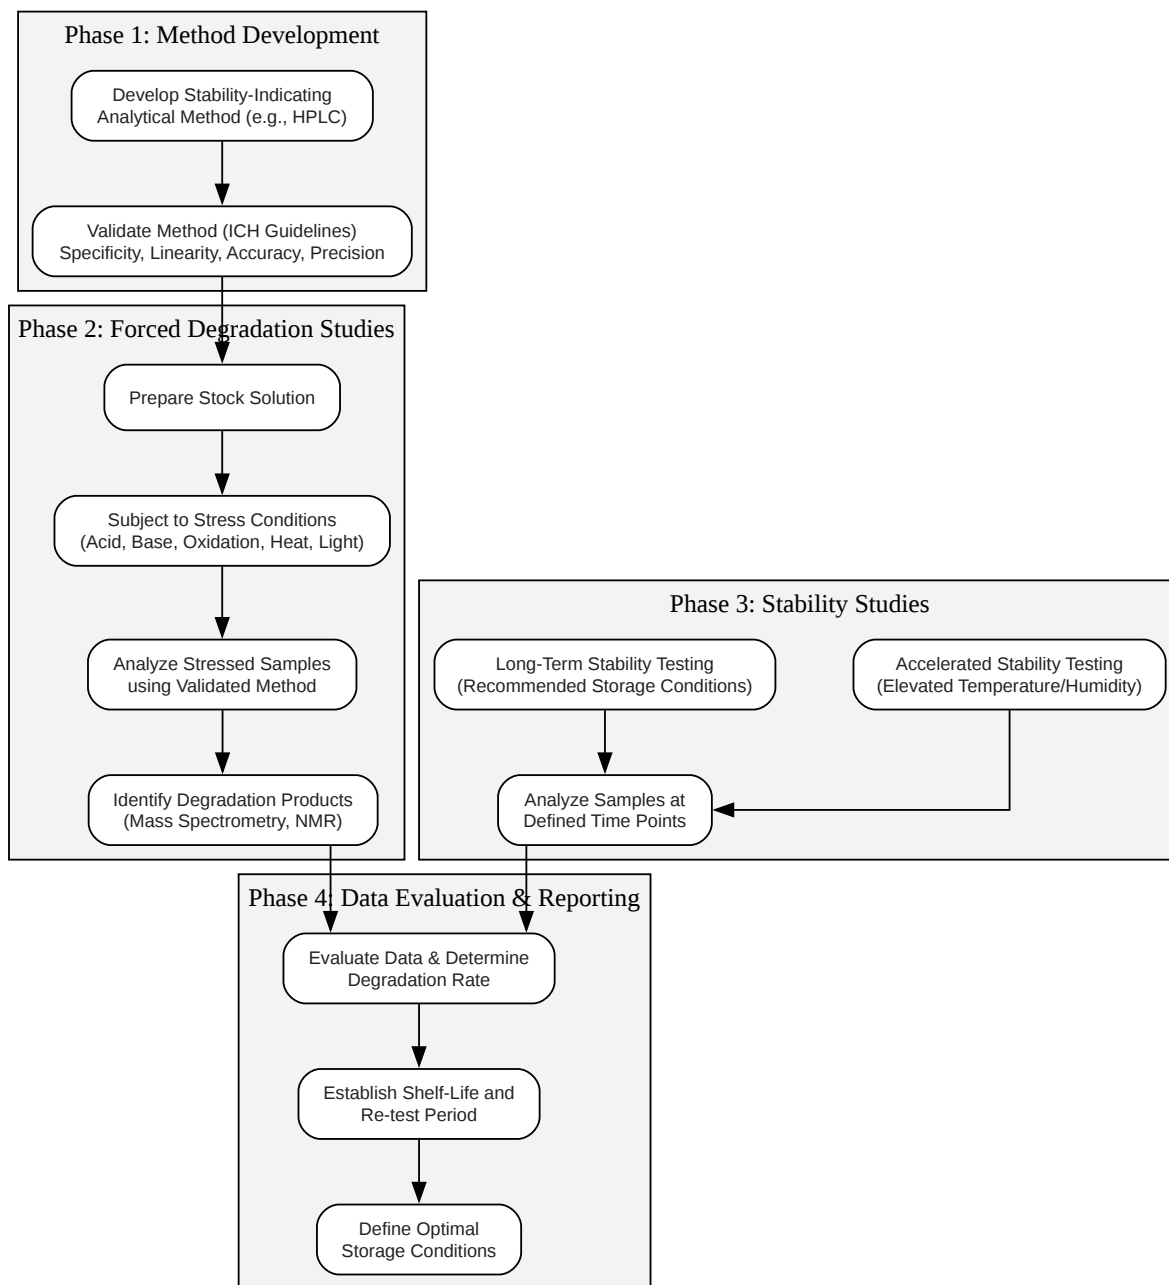 Phase 1: Method Development
Develop Stability-Indicating
Analytical Method (e.g., HPLC)
Validate Method (ICH Guidelines)
Specificity, Linearity, Accuracy, Precision
Phase 2: Forced Degradation Studies
Prepare Stock Solution
Subject to Stress Conditions
(Acid, Base, Oxidation, Heat, Light)
Analyze Stressed Samples
using Validated Method
Identify Degradation Products
(Mass Spectrometry, NMR)
Phase 3: Stability Studies
Long-Term Stability Testing
(Recommended Storage Conditions)
Accelerated Stability Testing
(Elevated Temperature/Humidity)
Analyze Samples at
Defined Time Points
Phase 4: Data Evaluation & Reporting
Evaluate Data & Determine
Degradation Rate
Establish Shelf-Life and
Re-test Period
Define Optimal
Storage Conditions